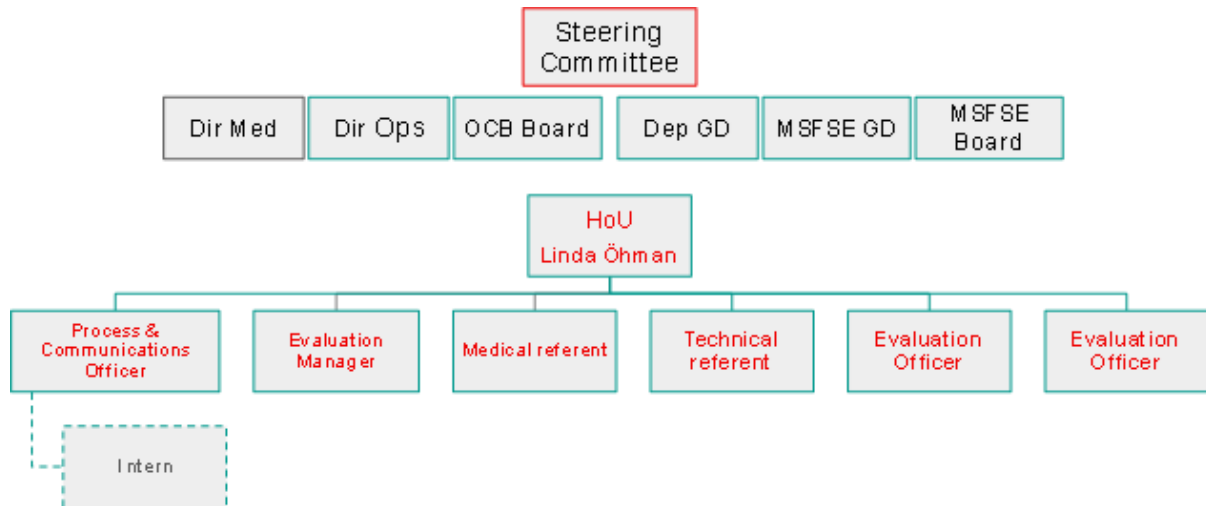 Steering
Committee
Dir Med
Dir Ops
OCB Board
Dep GD
MSFSE GD
MSFSE
Board
HoU
Linda Öhman
Process &
Communications
Officer
Evaluation
Manager
Medical referent
Technical
referent
Evaluation
Officer
Evaluation
Officer
Intern